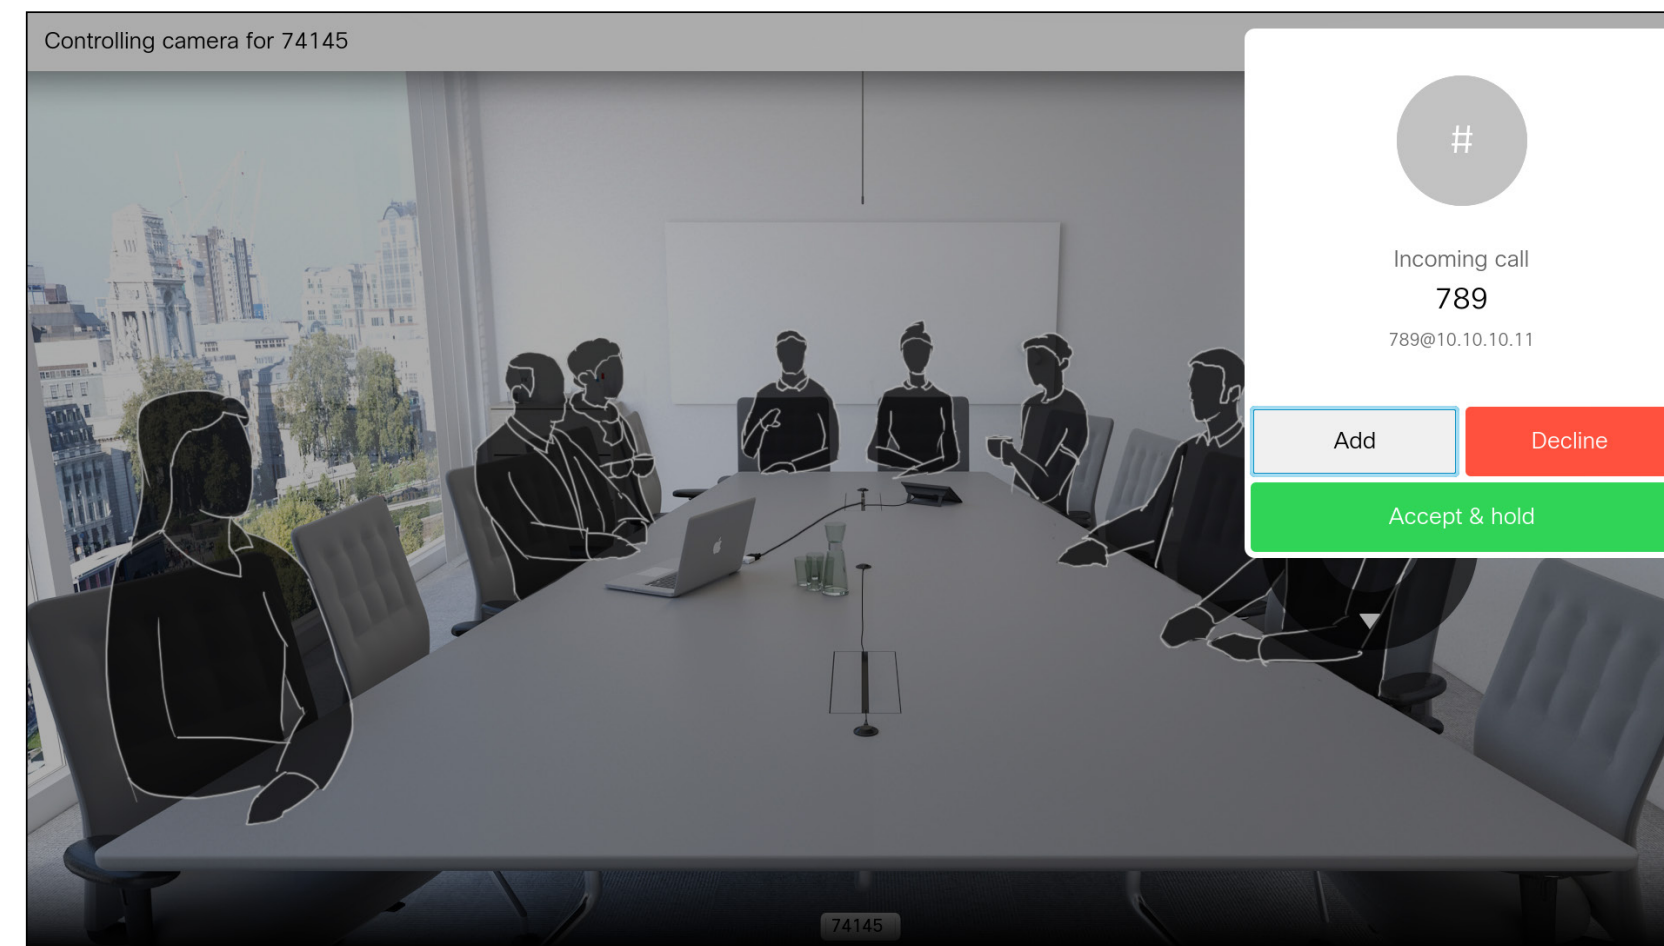 Controlling camera for 74145
#
Incoming call
789
789@10.10.10.11
Add
Decline
Accept & hold
74145